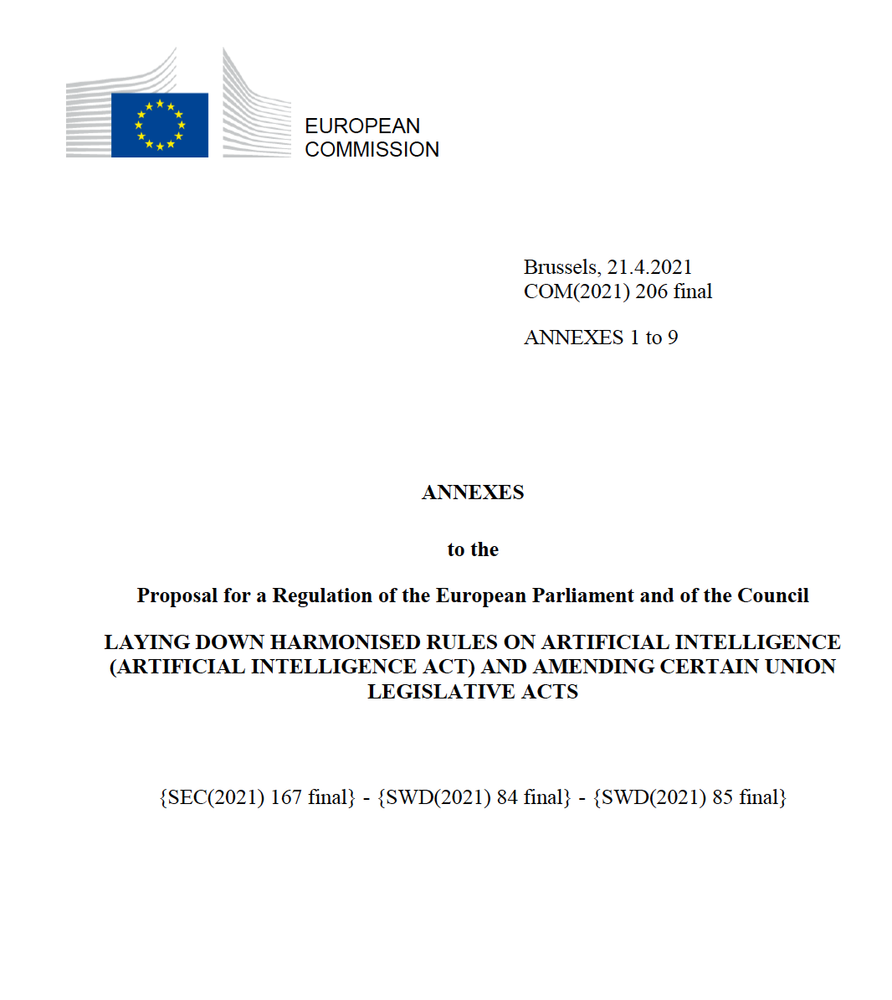 EUROPEAN
COMMISSION
Brussels, 21.4.2021
COM(2021) 206 final
ANNEXES 1 to 9
ANNEXES
to the
Proposal for a Regulation of the European Parliament and of the Council
LAYING DOWN HARMONISED RULES ON ARTIFICIAL INTELLIGENCE
(ARTIFICIAL INTELLIGENCE ACT) AND AMENDING CERTAIN UNION
LEGISLATIVE ACTS
{SEC(2021) 167 final} - {SWD(2021) 84 final} - {SWD(2021) 85 final}